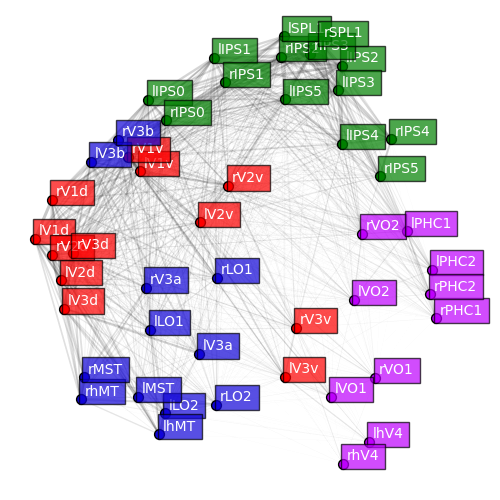 lSPL1
rSPL1
lIPS1
rIPS3
lIPS2
rIPS1
lIPS3
lIPS0
lIPS5
rIPS0
rV3b
lIPS4
rIPS4
lV3b
rV1v
lV1v
rIPS5
rV2v
rV1d
lV2v
rVO2
lPHC1
lV1d
rV3d
lV2d
rV3a
rLO1
lPHC2
rPHC2
lV3d
lVO2
rPHC1
lLO1
rV3v
lV3a
rMST
lV3v
rVO1
rhMT
lMST
lVO1
lLO2
rLO2
lhMT
lhV4
rhV4